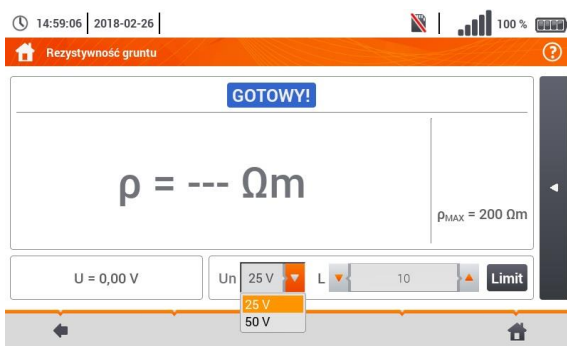 14:59:06 2018-02-26 100 %
Rezystywność gruntu ?
GOTOWY!
ρ = --- Ωm
ρMAX = 200 Ωm
U = 0,00 V Un 25 V L 10 Limit
25 V
50 V